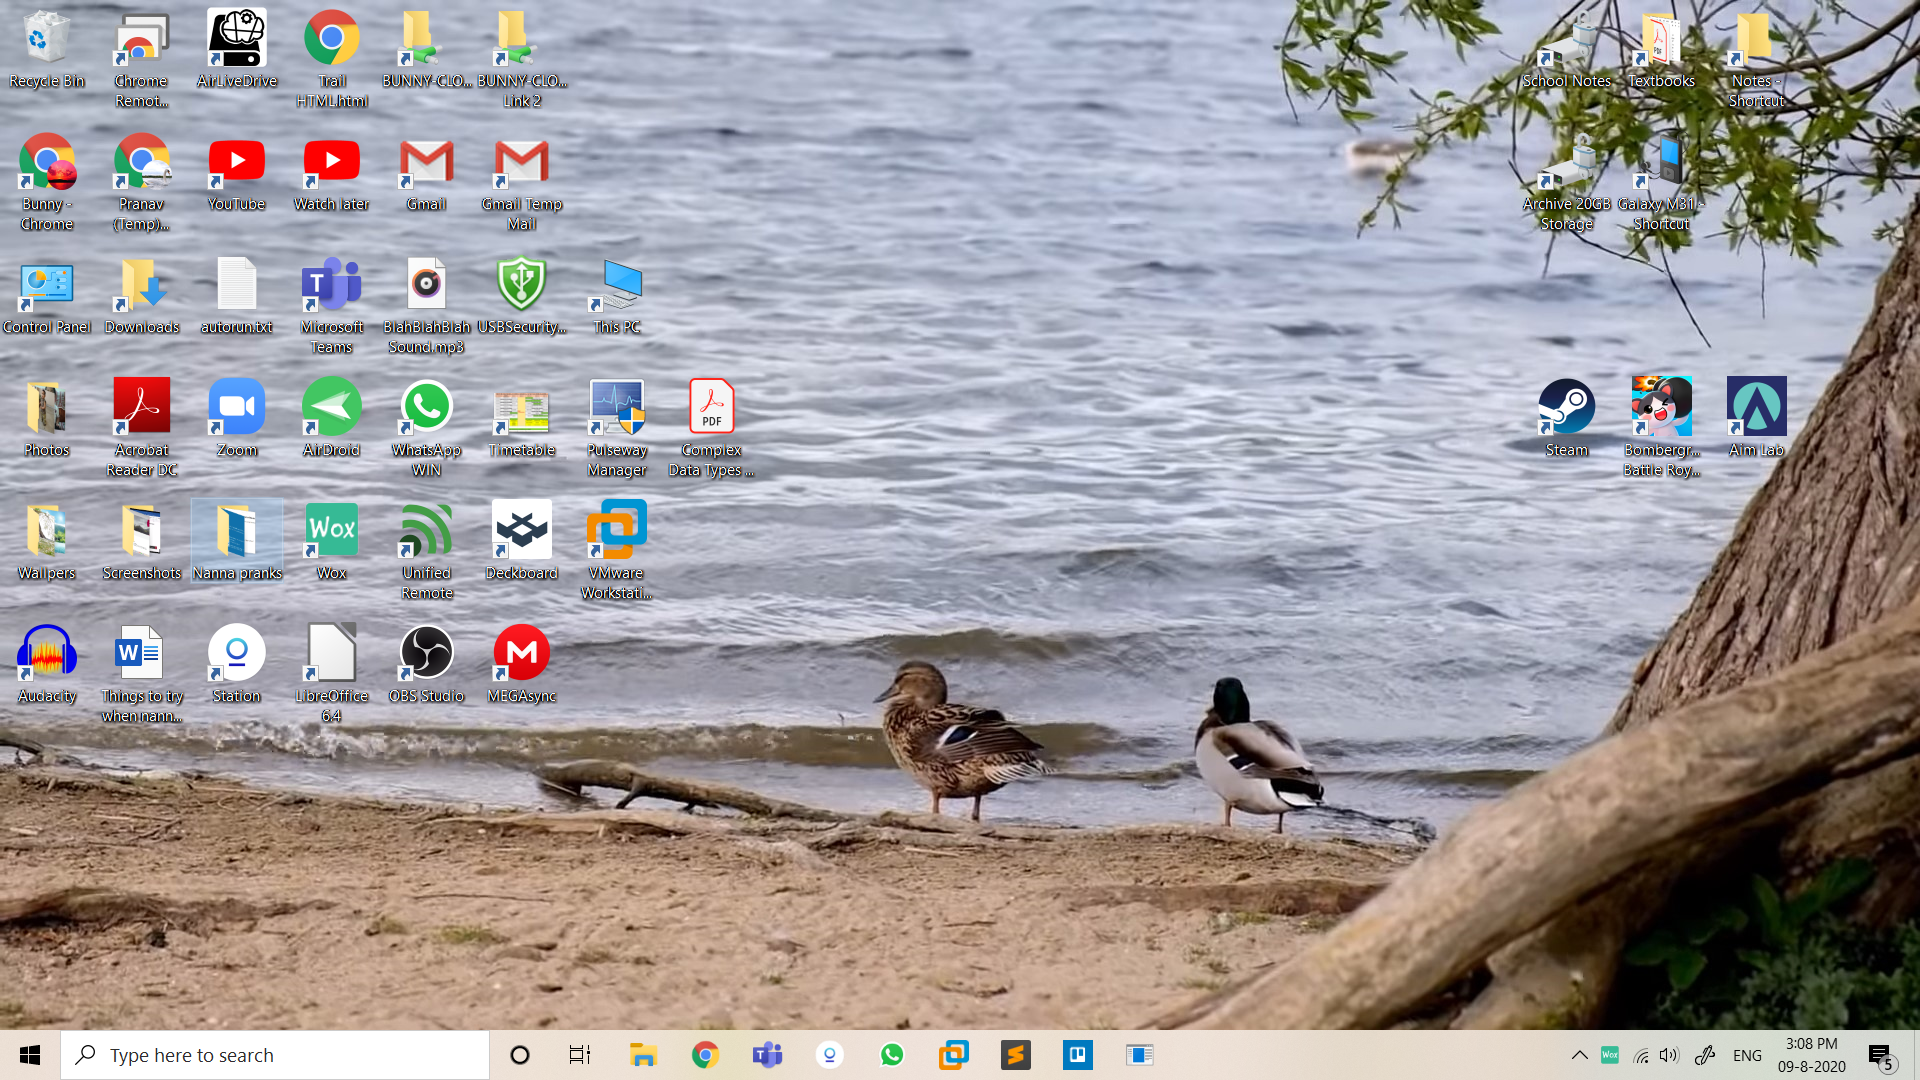 Recycle Bin
Chrome
Remot...
AirLiveDrive
Trail
HTML.html
BUNNY-CLO...
BUNNY-CLO...
Link 2
School Notes
PDF
Textbooks
Notes -
Shortcut
Bunny -
Chrome
Pranav
(Temp)...
YouTube
Watch later
Gmail
Gmail Temp
Mail
Archive 20GB
Storage
Galaxy M31 -
Shortcut
Control Panel
Downloads
autorun.txt
T
Microsoft
Teams
BlahBlahBlah
Sound.mp3
USBSecurity...
This PC
Photos
Acrobat
Reader DC
Zoom
AirDroid
WhatsApp
WIN
Timetable
Pulseway
Manager
PDF
Complex
Data Types ...
Steam
Bombergr...
Battle Roy...
Aim Lab
Wallpers
Screenshots
Nanna pranks
Wox
Wox
Unified
Remote
Deckboard
VMware
Workstati...
Audacity
W
Things to try
when nann...
Station
LibreOffice
6.4
OBS Studio
M
MEGAsync
Type here to search
T
Wox
ENG
3:08 PM
09-8-2020
5